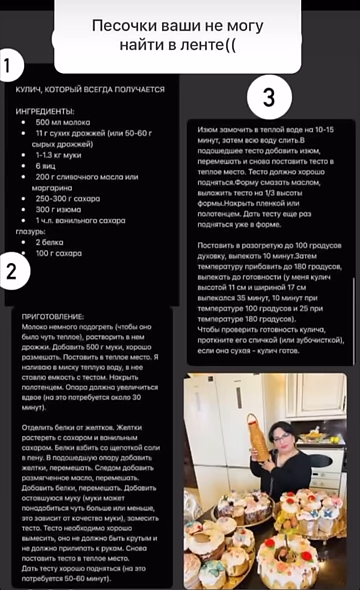 Песочки ваши не могу
найти в ленте((
1
КУЛИЧ, КОТОРЫЙ ВСЕГДА ПОЛУЧАЕТСЯ
ИНГРЕДИЕНТЫ:
500 мл молока
11 г сухих дрожжей (или 50-60 г
сырых дрожжей)
1-1.3 кг муки
6 яиц
200 г сливочного масла или
маргарина
250-300 г сахара
300 г изюма
1 ч.л. ванильного сахара
глазурь:
2 белка
100 г сахара
2
ПРИГОТОВЛЕНИЕ:
Молоко немного подогреть (чтобы оно
было чуть теплое), растворить в нем
дрожжи. Добавить 500 г муки, хорошо
размешать. Поставить в теплое место. Я
наливаю в миску теплую воду, в нее
ставлю емкость с тестом. Накрыть
полотенцем. Опара должна увеличиться
вдвое (на это потребуется около 30
минут).
Отделить белки от желтков. Желтки
растереть с сахаром и ванильным
сахаром. Белки взбить со щепоткой соли
в пену. В подошедшую опару добавить
желтки, перемешать. Следом добавить
размягченное масло, перемешать.
Добавить белки, перемешать. Добавить
оставшуюся муку (муки может
понадобиться чуть больше или меньше,
это зависит от качества муки), замесить
тесто. Тесто необходимо хорошо
вымесить, оно не должно быть крутым и
не должно прилипать к рукам. Снова
поставить тесто в теплое место.
Дать тесту хорошо подняться (на это
потребуется 50-60 минут).
3
Изюм замочить в теплой воде на 10-15
минут, затем всю воду слить.В
подошедшее тесто добавить изюм,
перемешать и снова поставить тесто в
теплое место. Тесто должно хорошо
подняться.Форму смазать маслом,
выложить тесто на 1/3 высоты
формы.Накрыть пленкой или
полотенцем. Дать тесту еще раз
подняться уже в форме.
Поставить в разогретую до 100 градусов
духовку, выпекать 10 минут.Затем
температуру прибавить до 180 градусов,
выпекать до готовности (у меня кулич
высотой 11 см и шириной 17 см
выпекался 35 минут, 10 минут при
температуре 100 градусов и 25 при
температуре 180 градусов).
Чтобы проверить готовность кулича,
проткните его спичкой (или зубочисткой),
если она сухая - кулич готов.